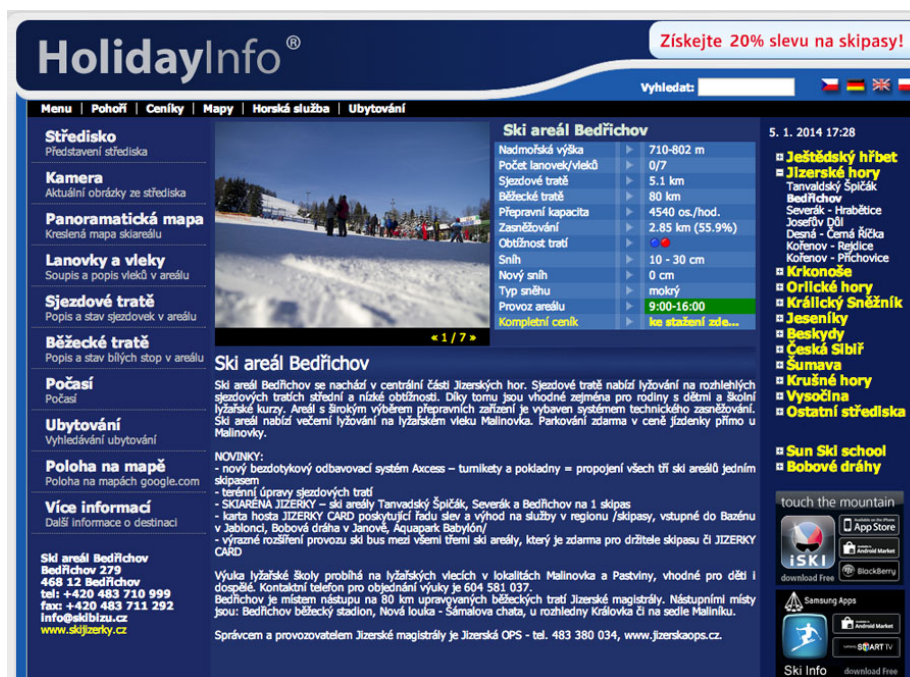 HolidayInfo®
Získejte 20% slevu na skipasy!
Vyhledat:
Menu | Pohoří | Ceníky | Mapy | Horská služba | Ubytování
Středisko
Představení střediska
Kamera
Aktuální obrázky ze střediska
Panoramatická mapa
Kreslená mapa skiareálu
Lanovky a vleky
Soupis a popis vleků v areálu
Sjezdové tratě
Popis a stav sjezdovek v areálu
Běžecké tratě
Popis a stav bílých stop v areálu
Počasí
Počasí
Ubytování
Vyhledávání ubytování
Poloha na mapě
Poloha na mapách google.com
Více informací
Další informace o destinaci
Ski areál Bedřichov
Bedřichov 279
468 12 Bedřichov
tel: +420 483 710 999
fax: +420 483 711 292
info@skibizu.cz
www.skijizerky.cz
« 1 / 7 »
Ski areál Bedřichov
Nadmořská výška 710-802 m
Počet lanovek/vleků 0/7
Sjezdové tratě 5.1 km
Běžecké tratě 80 km
Přepravní kapacita 4540 os./hod.
Zasněžování 2.85 km (55.9%)
Obtížnost tratí
Sníh 10 - 30 cm
Nový sníh 0 cm
Typ sněhu mokrý
Provoz areálu 9:00-16:00
Kompletní ceník ke stažení zde...
Ski areál Bedřichov
Ski areál Bedřichov se nachází v centrální části Jizerských hor. Sjezdové tratě nabízí lyžování na rozhlehlých
sjezdových tratích střední a nízké obtížnosti. Díky tomu jsou vhodné zejména pro rodiny s dětmi a školní
lyžařské kurzy. Areál s širokým výběrem přepravních zařízení je vybaven systémem technického zasněžování.
Ski areál nabízí večerní lyžování na lyžařském vleku Malinovka. Parkování zdarma v ceně jízdenky přímo u
Malinovky.
NOVINKY:
- nový bezdotykový odbavovací systém Axcess – turnikety a pokladny = propojení všech tří ski areálů jedním
skipasem
- terénní úpravy sjezdových tratí
- SKIARÉNA JIZERKY – ski areály Tanvadský Špičák, Severák a Bedřichov na 1 skipas
- karta hosta JIZERKY CARD poskytující řadu slev a výhod na služby v regionu /skipasy, vstupné do Bazénu
v Jablonci, Bobová dráha v Janově, Aquapark Babylon/
- výrazné rozšíření provozu ski bus mezi všemi třemi ski areály, který je zdarma pro držitele skipasu či JIZERKY
CARD
Výuka lyžařské školy probíhá na lyžařských vlecích v lokalitách Malinovka a Pastviny, vhodné pro děti i
dospělé. Kontaktní telefon pro objednání výuky je 604 581 037.
Bedřichov je místem nástupu na 80 km upravovaných běžeckých tratí Jizerské magistrály. Nástupními místy
jsou: Bedřichov běžecký stadion, Nová louka - Šámalova chata, u rozhledny Královka či na sedle Maliníku.
Správcem a provozovatelem Jizerské magistrály je Jizerská OPS - tel. 483 380 034, www.jizerskaops.cz.
5. 1. 2014 17:28
Ještědský hřbet
Jizerské hory
Tanvaldský Špičák
Bedřichov
Severák - Hrabětice
Josefův Důl
Desná - Černá Říčka
Kořenov - Rejdice
Kořenov - Příchovice
Krkonoše
Orlické hory
Králický Sněžník
Jeseníky
Beskydy
Česká Sibiř
Šumava
Krušné hory
Vysočina
Ostatní střediska
Sun Ski school
Bobové dráhy
touch the mountain
iSKI
download Free
App Store
Android Market
BlackBerry
Samsung Apps
Android Market
SMART TV
Ski Info download Free